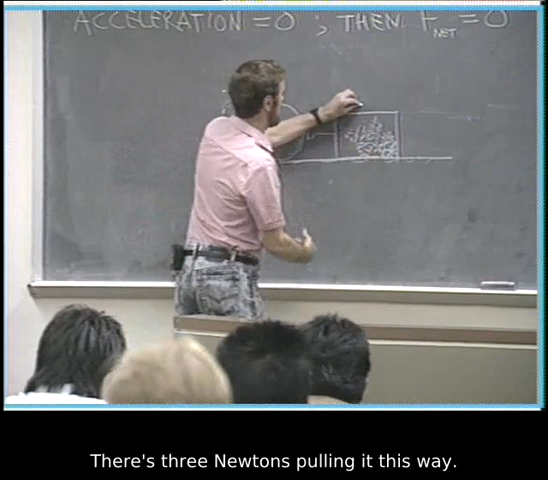 ACCELERATION = 0 ; THEN F NET = 0
There's three Newtons pulling it this way.